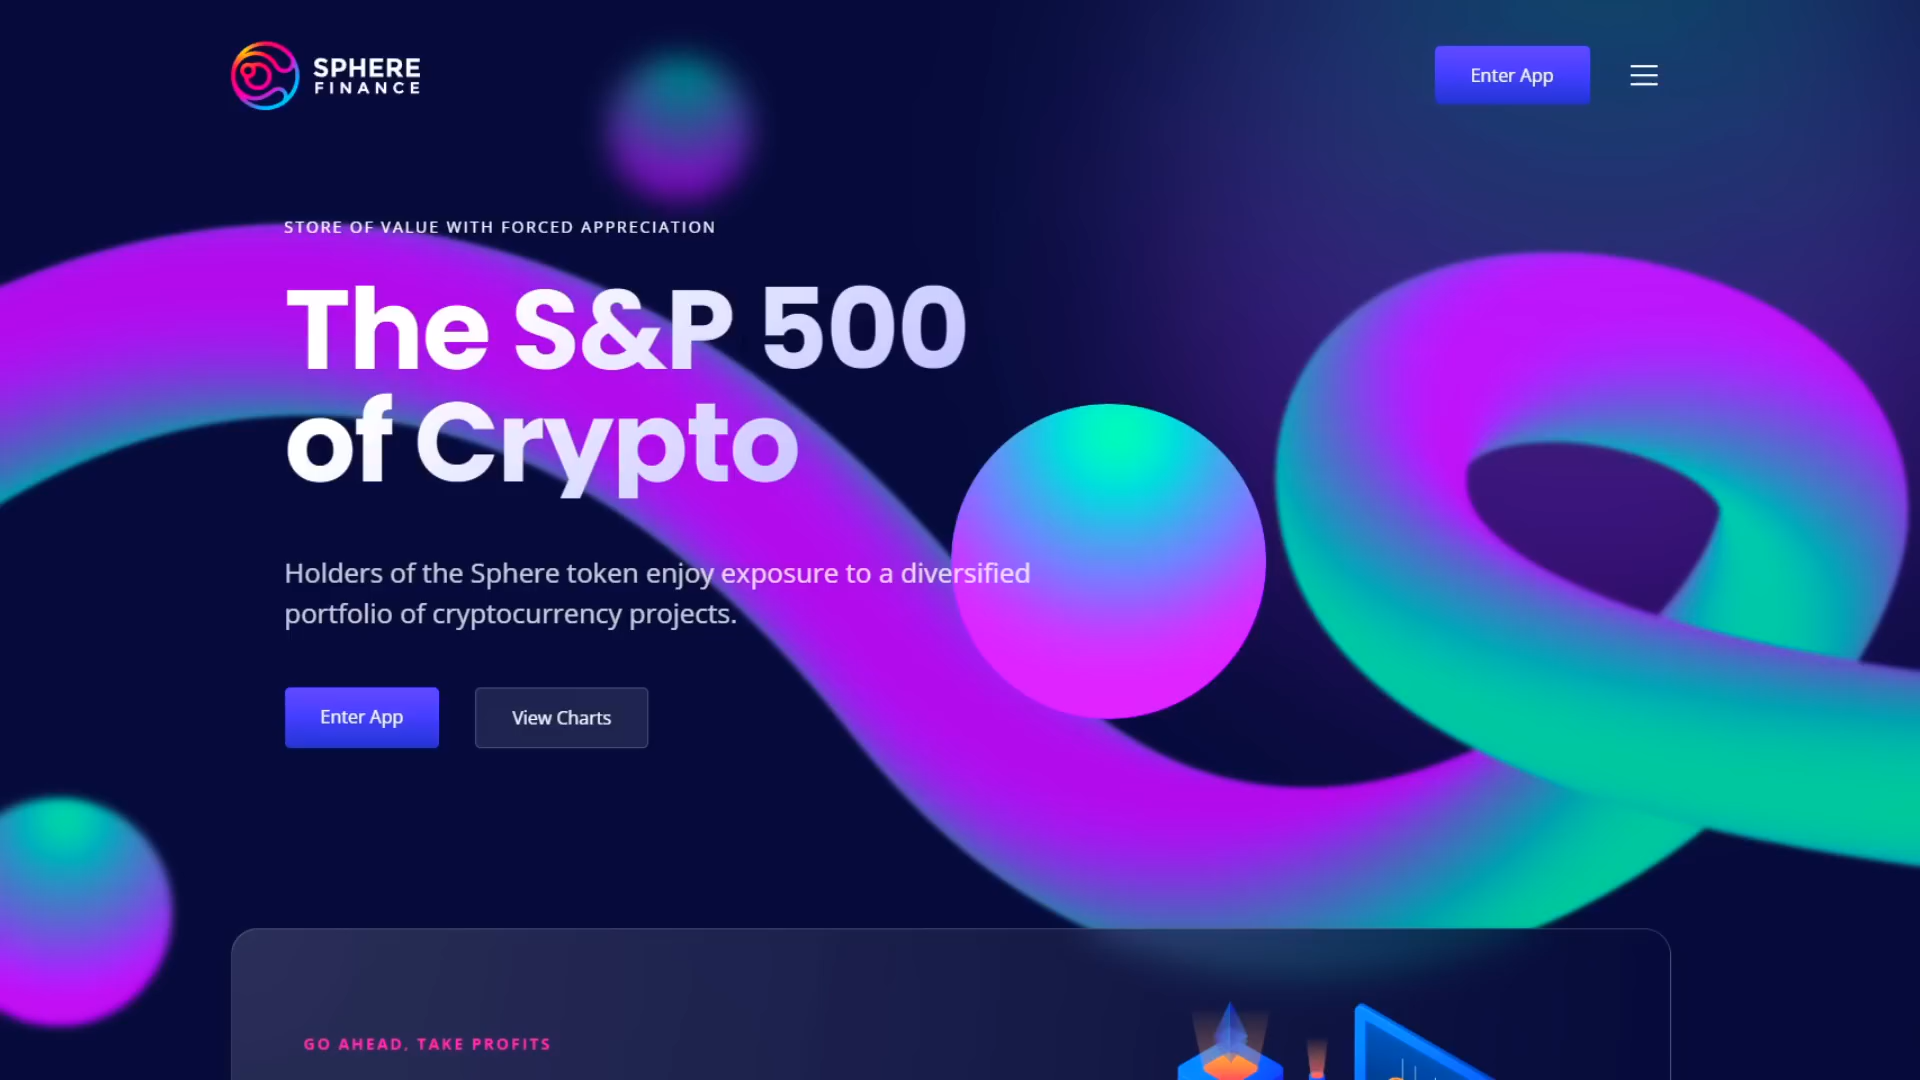 SPHERE
FINANCE
Enter App
STORE OF VALUE WITH FORCED APPRECIATION
The S&P 500
of Crypto
Holders of the Sphere token enjoy exposure to a diversified
portfolio of cryptocurrency projects.
Enter App
View Charts
GO AHEAD, TAKE PROFITS